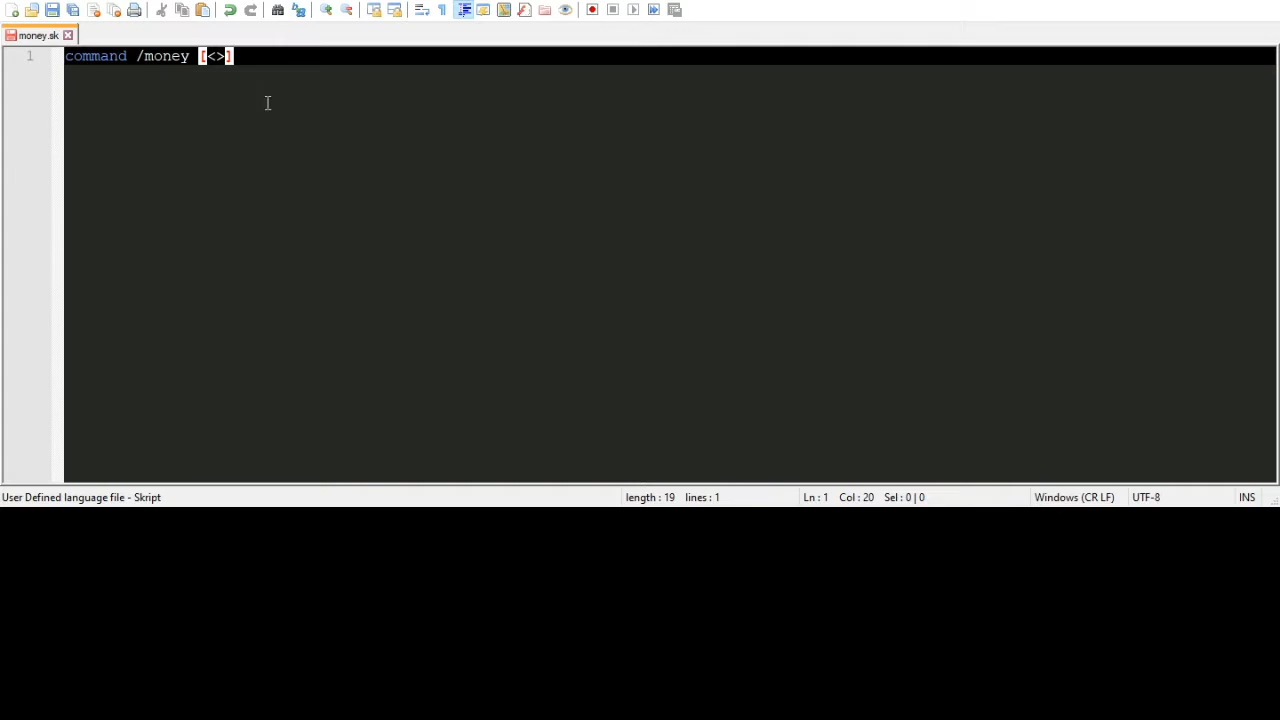 money.sk
1 command /money [<>]
User Defined language file - Skript length : 19 lines : 1 Ln : 1 Col : 20 Sel : 0 | 0 Windows (CR LF) UTF-8 INS